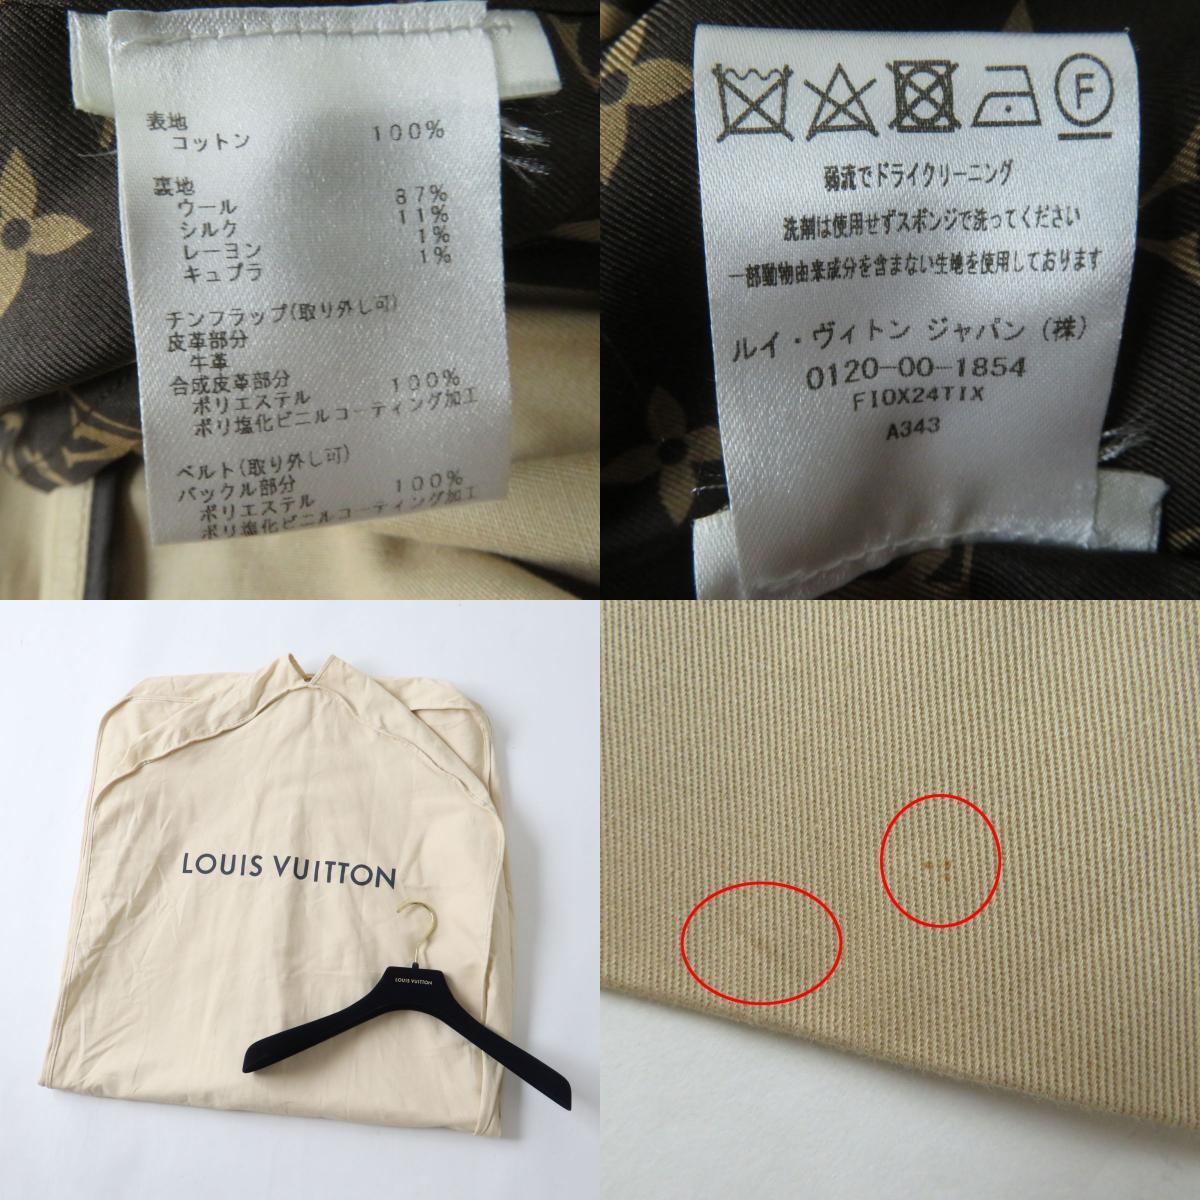 表地
コットン 100%
裏地
ウール 87%
シルク 11%
レーヨン 1%
キュプラ 1%
チンフラップ(取り外し可)
皮革部分
牛革
合成皮革部分
ポリエステル 100%
ポリ塩化ビニルコーティング加工
ベルト(取り外し可)
バックル部分
ポリエステル 100%
ポリ塩化ビニルコーティング加工
F
弱流でドライクリーニング
洗剤は使用せずスポンジで洗ってください
一部動物由来成分を含まない生地を使用しております
ルイ・ヴィトン ジャパン (株)
0120-00-1854
FIOX24TIX
A343
LOUIS VUITTON
LOUIS VUITTON